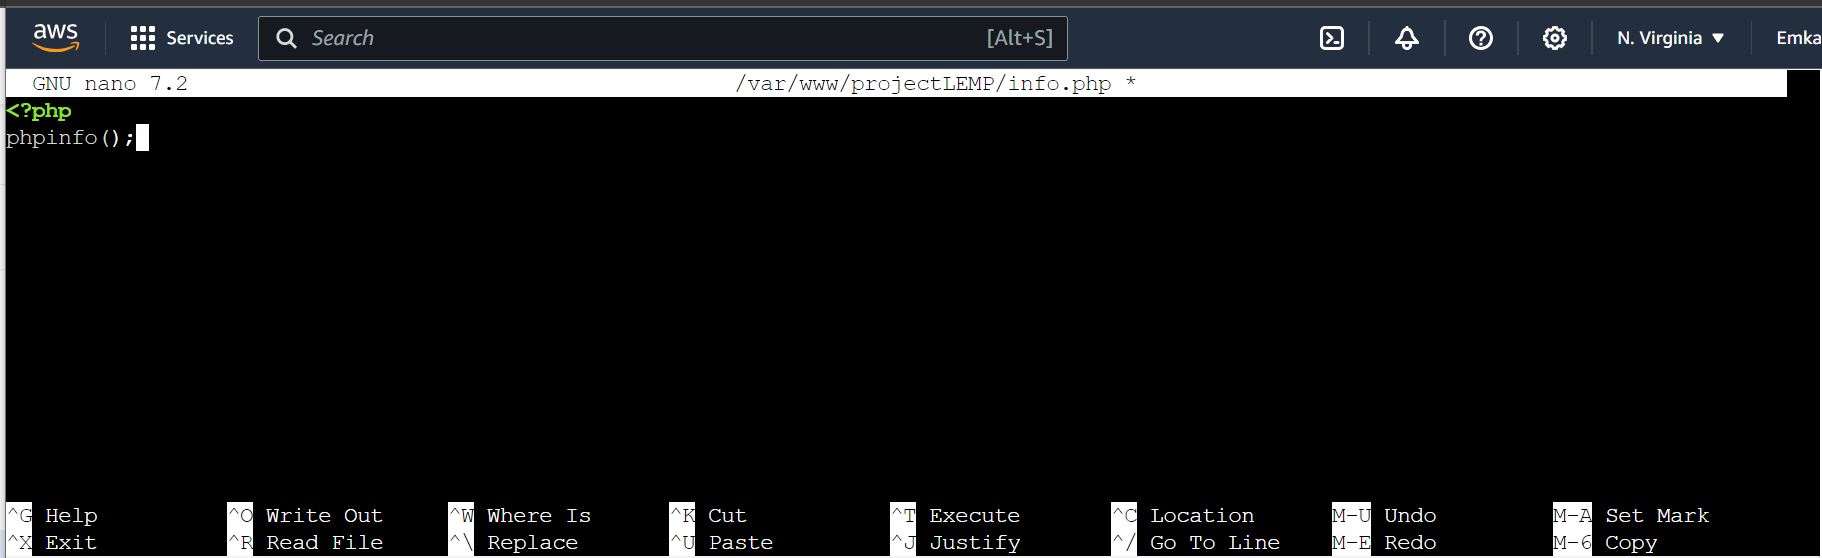 aws Services Search [Alt+S] N. Virginia ▼ Emka
GNU nano 7.2 /var/www/projectLEMP/info.php *
<?php
phpinfo();
^G Help ^O Write Out ^W Where Is ^K Cut ^T Execute ^C Location M-U Undo M-A Set Mark
^X Exit ^R Read File ^\ Replace ^U Paste ^J Justify ^/ Go To Line M-E Redo M-6 Copy